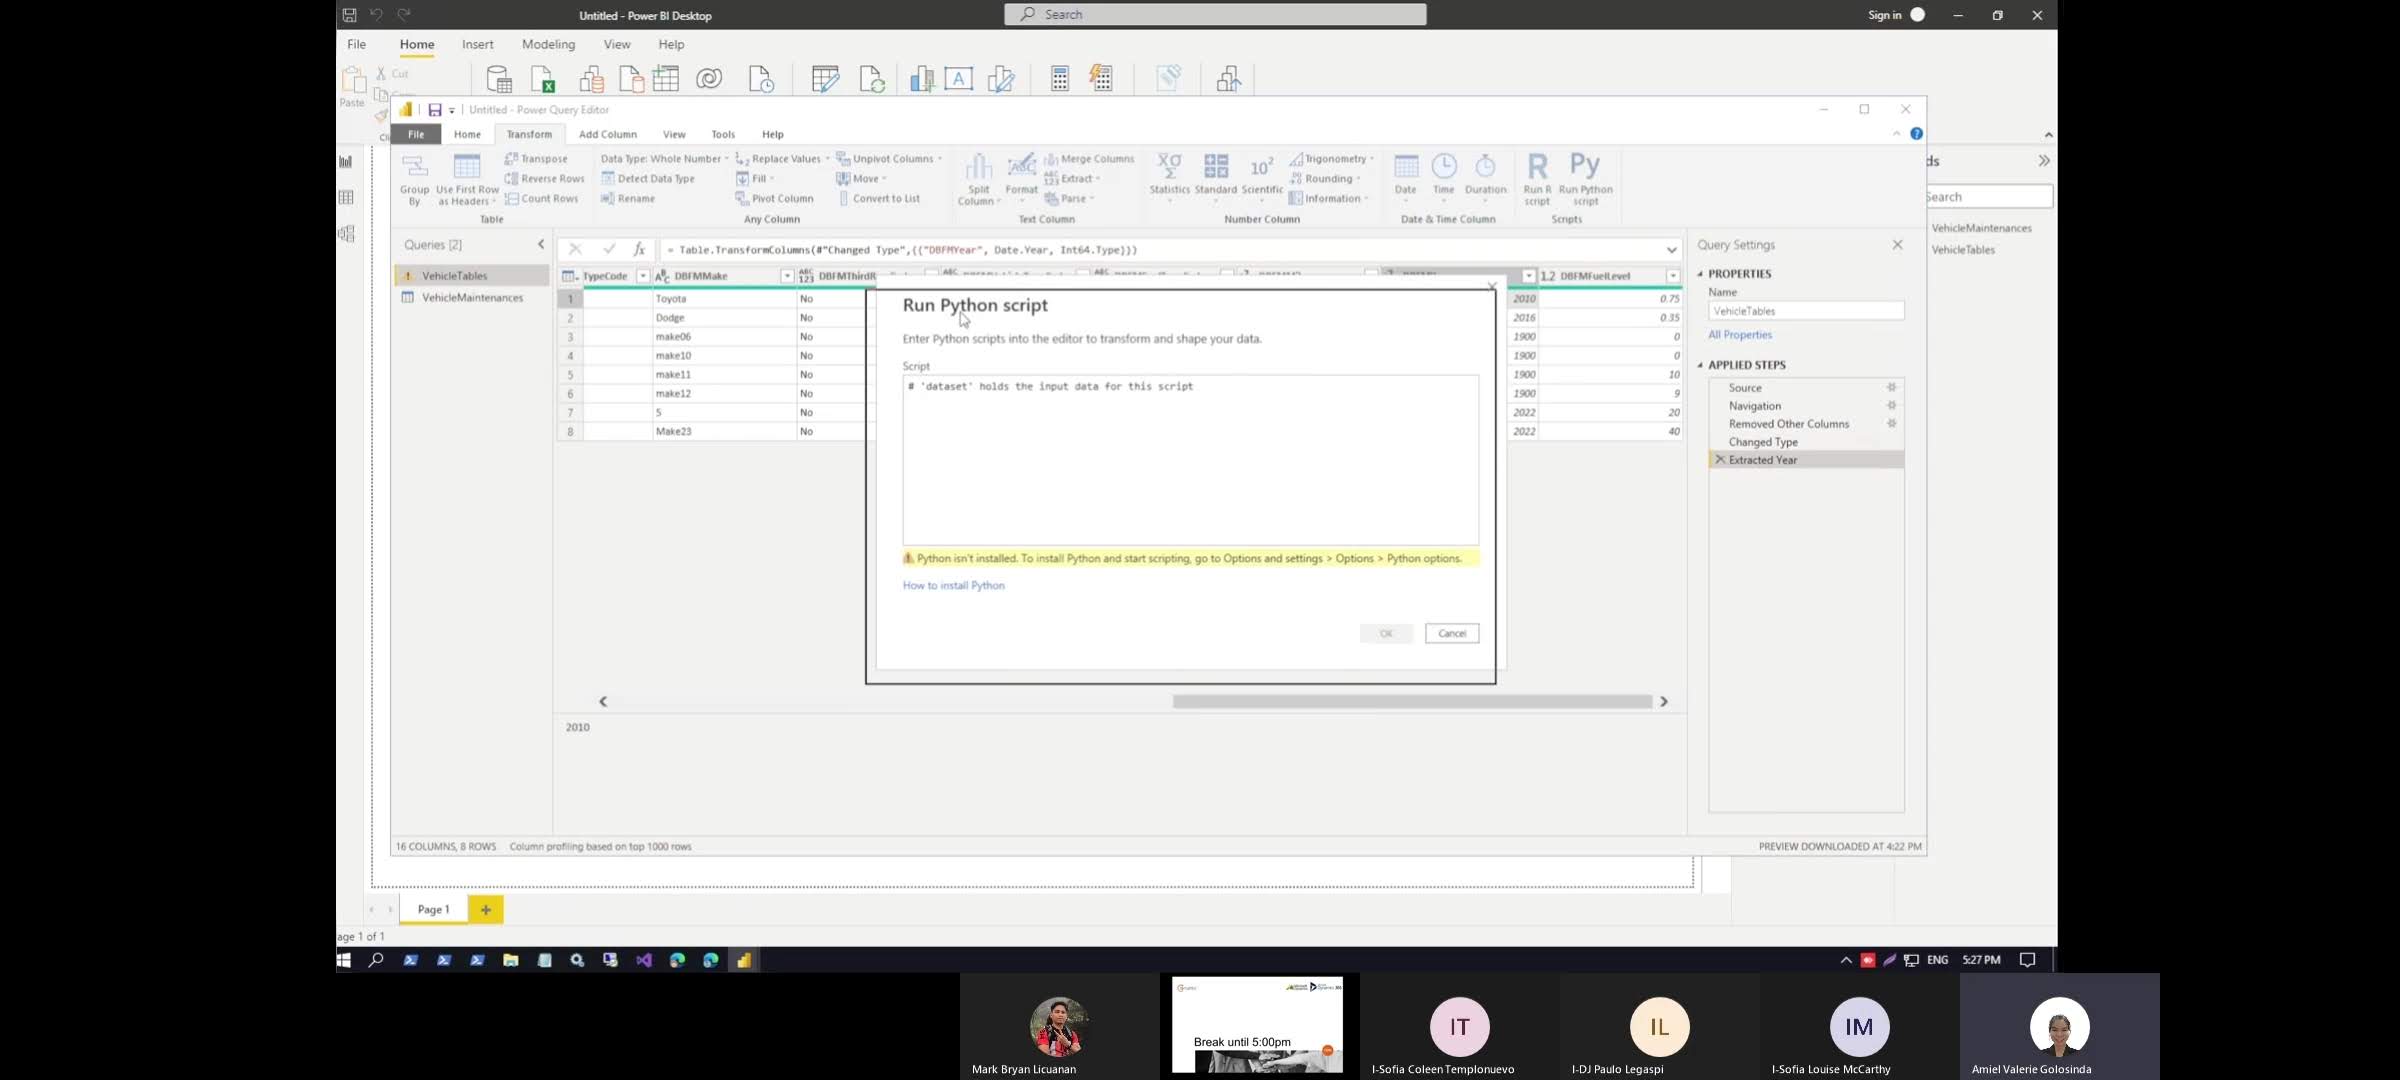 Untitled - Power BI Desktop
Search
Sign in
File Home Insert Modeling View Help
Cut
Paste
Untitled - Power Query Editor
File Home Transform Add Column View Tools Help
Transpose Data Type: Whole Number Replace Values Unpivot Columns Merge Columns Trigonometry
Reverse Rows Detect Data Type Fill Move Extract Rounding
Group By Use First Row as Headers Count Rows Rename Pivot Column Convert to List Split Column Format Parse Statistics Standard Scientific Information Date Time Duration Run R script Run Python script
Table Any Column Text Column Number Column Date & Time Column Scripts
ds
Search
VehicleMaintenances
VehicleTables
Queries [2]
VehicleTables
VehicleMaintenances
= Table.TransformColumns(#"Changed Type",{{"DBFMYear", Date.Year, Int64.Type}})
TypeCode DBFMMake 1.2 DBFMFuelLevel
1 Toyota No 2010 0.75
2 Dodge No 2016 0.35
3 make06 No 1900 0
4 make10 No 1900 0
5 make11 No 1900 10
6 make12 No 1900 9
7 5 No 2022 20
8 Make23 No 2022 40
Run Python script
Enter Python scripts into the editor to transform and shape your data.
Script
# 'dataset' holds the input data for this script
Python isn't installed. To install Python and start scripting, go to Options and settings > Options > Python options.
How to install Python
OK Cancel
Query Settings
PROPERTIES
Name
VehicleTables
All Properties
APPLIED STEPS
Source
Navigation
Removed Other Columns
Changed Type
Extracted Year
2010
16 COLUMNS, 8 ROWS Column profiling based on top 1000 rows
PREVIEW DOWNLOADED AT 4:22 PM
Page 1
age 1 of 1
ENG 5:27 PM
Break until 5:00pm
IT IL IM
Mark Bryan Licuanan I-Sofia Coleen Templonuevo I-DJ Paulo Legaspi I-Sofia Louise McCarthy Amiel Valerie Golosinda